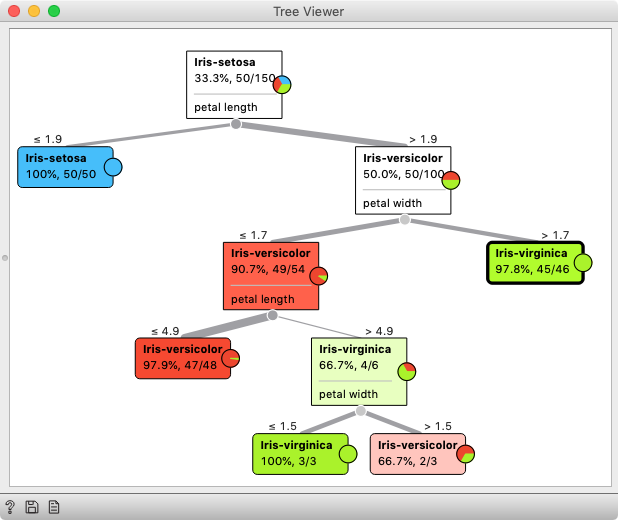 Tree Viewer
Iris-setosa
33.3%, 50/150
petal length
≤ 1.9
> 1.9
Iris-setosa
100%, 50/50
Iris-versicolor
50.0%, 50/100
petal width
≤ 1.7
> 1.7
Iris-versicolor
90.7%, 49/54
petal length
Iris-virginica
97.8%, 45/46
≤ 4.9
> 4.9
Iris-versicolor
97.9%, 47/48
Iris-virginica
66.7%, 4/6
petal width
≤ 1.5
> 1.5
Iris-virginica
100%, 3/3
Iris-versicolor
66.7%, 2/3
?